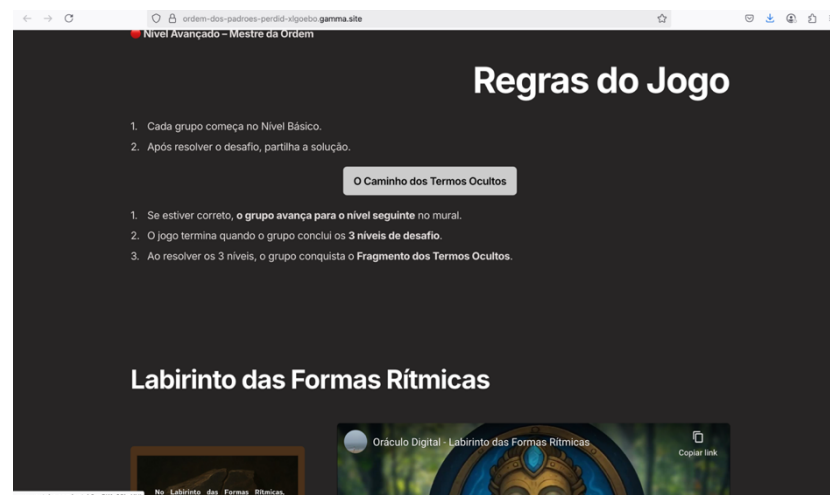 ordem-dos-padroes-perdid-xlgoebo.gamma.site
Nível Avançado – Mestre da Ordem
Regras do Jogo
1. Cada grupo começa no Nível Básico.
2. Após resolver o desafio, partilha a solução.
O Caminho dos Termos Ocultos
1. Se estiver correto, o grupo avança para o nível seguinte no mural.
2. O jogo termina quando o grupo conclui os 3 níveis de desafio.
3. Ao resolver os 3 níveis, o grupo conquista o Fragmento dos Termos Ocultos.
Labirinto das Formas Rítmicas
Oráculo Digital - Labirinto das Formas Rítmicas
Copiar link
No Labirinto das Formas Rítmicas,